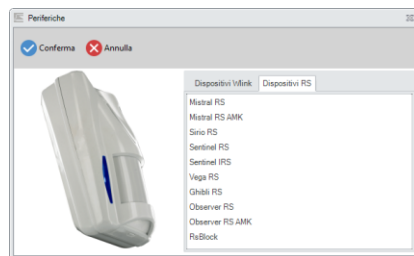 Periferiche
Conferma Annulla
Dispositivi Wlink Dispositivi RS
Mistral RS
Mistral RS AMK
Sirio RS
Sentinel RS
Sentinel IRS
Vega RS
Ghibli RS
Observer RS
Observer RS AMK
RsBlock